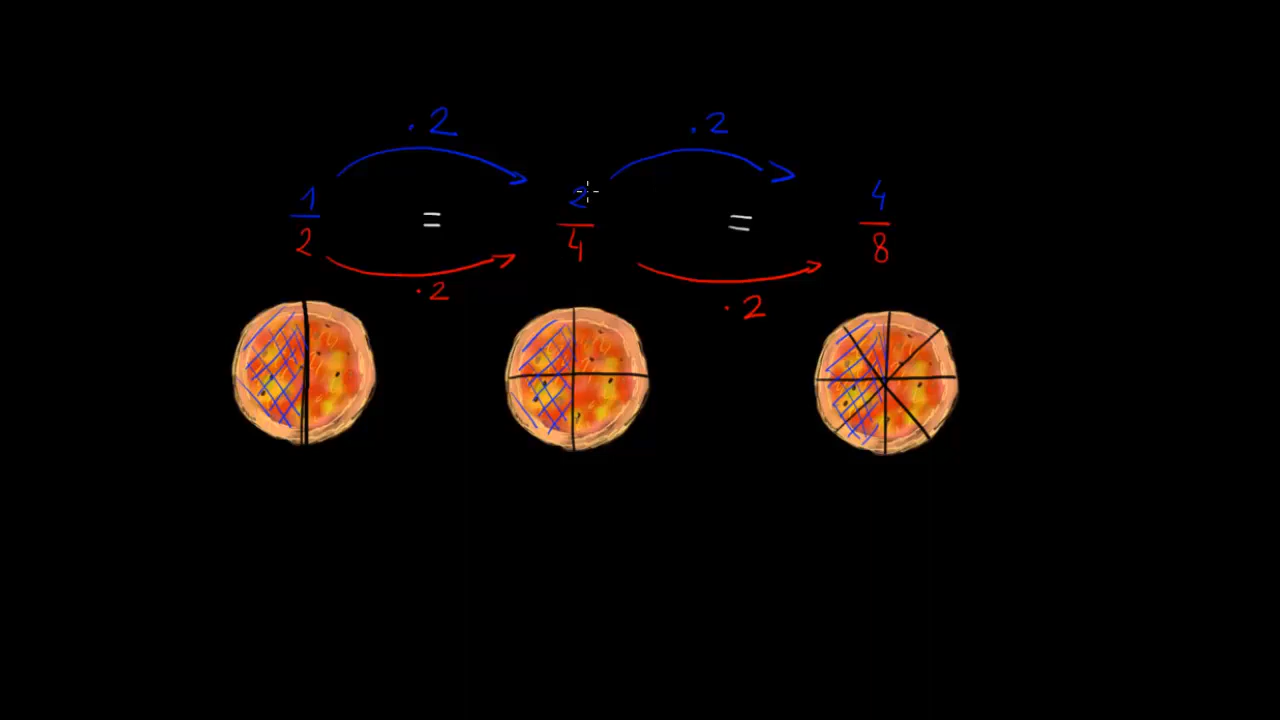 · 2 · 2
1/2 = 2/4 = 4/8
· 2 · 2